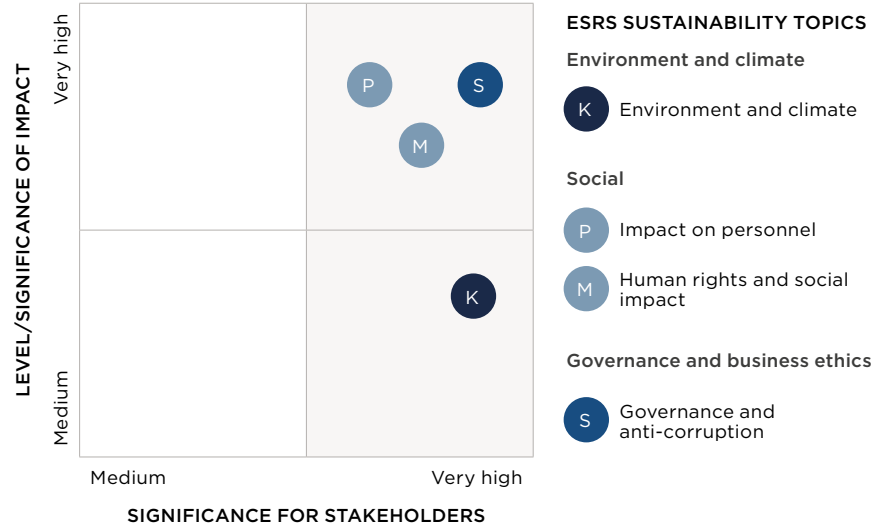 LEVEL/SIGNIFICANCE OF IMPACT
Very high
Medium
P
S
M
K
Medium
Very high
SIGNIFICANCE FOR STAKEHOLDERS
ESRS SUSTAINABILITY TOPICS
Environment and climate
K
Environment and climate
Social
P
Impact on personnel
M
Human rights and social
impact
Governance and business ethics
S
Governance and
anti-corruption